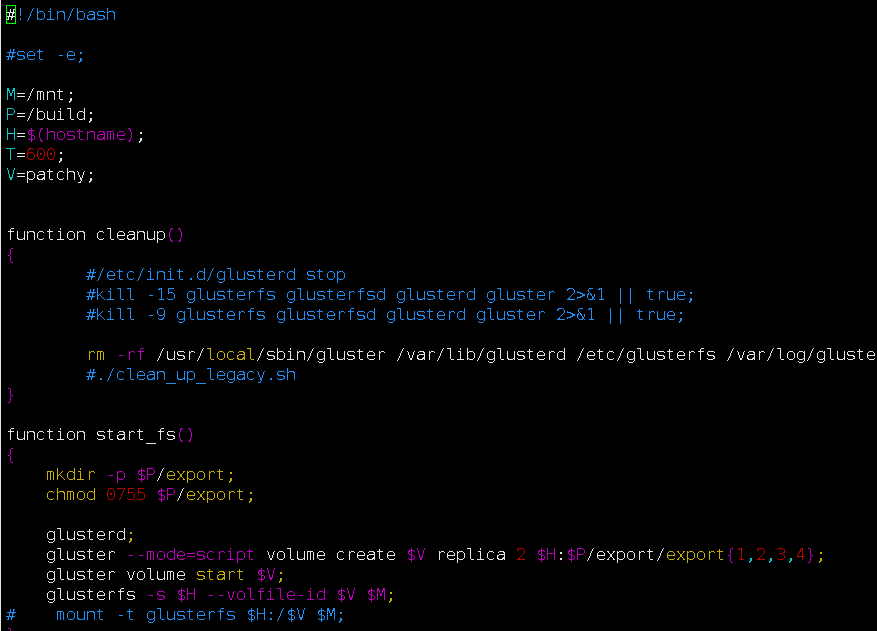 #!/bin/bash

#set -e;

M=/mnt;
P=/build;
H=$(hostname);
T=600;
V=patchy;


function cleanup()
{
        #/etc/init.d/glusterd stop
        #kill -15 glusterfs glusterfsd glusterd gluster 2>&1 || true;
        #kill -9 glusterfs glusterfsd glusterd gluster 2>&1 || true;

        rm -rf /usr/local/sbin/gluster /var/lib/glusterd /etc/glusterfs /var/log/gluste
        #./clean_up_legacy.sh
}

function start_fs()
{
    mkdir -p $P/export;
    chmod 0755 $P/export;

    glusterd;
    gluster --mode=script volume create $V replica 2 $H:$P/export/export{1,2,3,4};
    gluster volume start $V;
    glusterfs -s $H --volfile-id $V $M;
#    mount -t glusterfs $H:/$V $M;